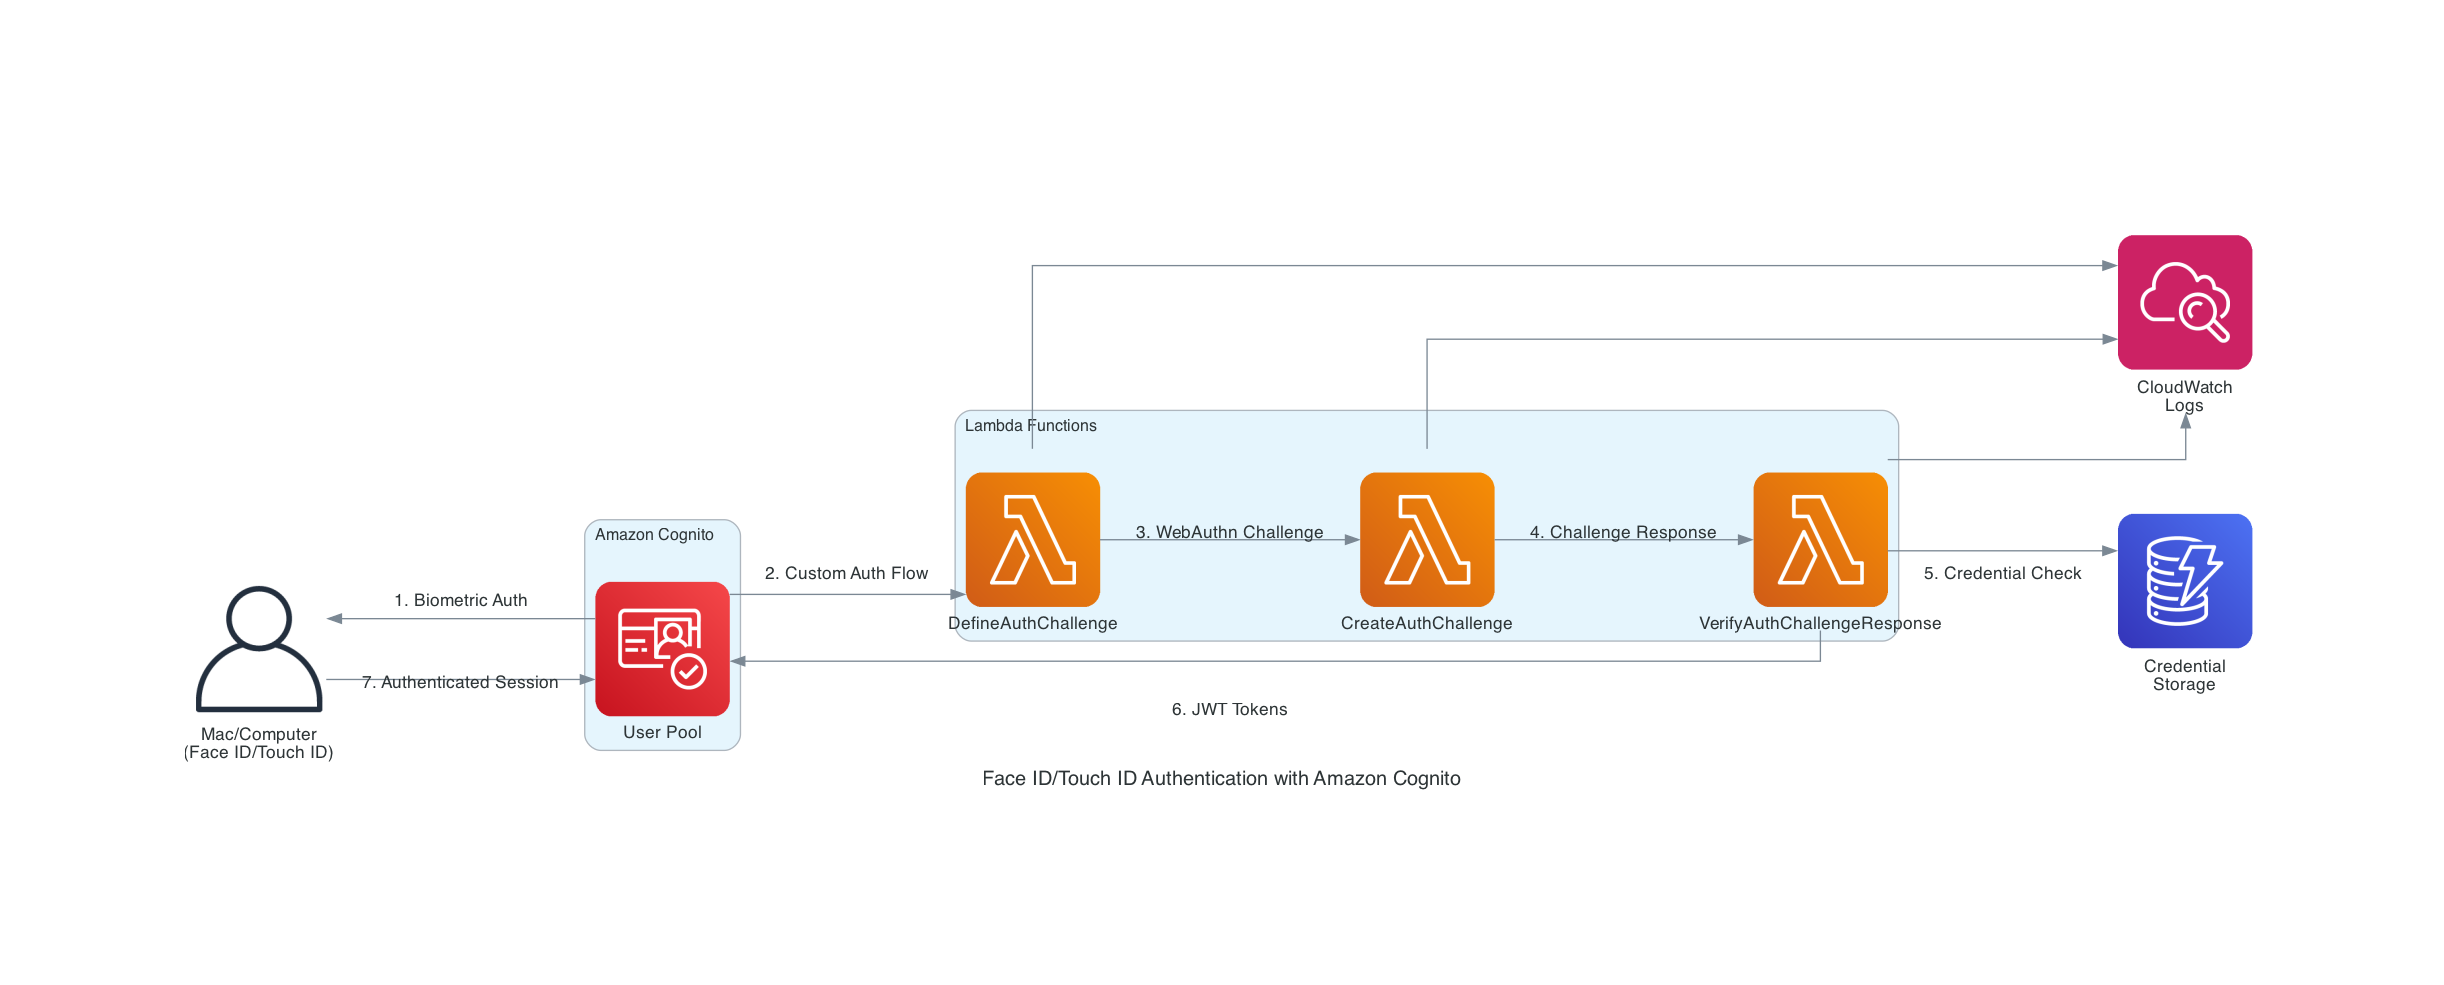 CloudWatch
Logs
Lambda Functions
3. WebAuthn Challenge
4. Challenge Response
Amazon Cognito
2. Custom Auth Flow
5. Credential Check
1. Biometric Auth
DefineAuthChallenge
CreateAuthChallenge
VerifyAuthChallengeResponse
Credential
Storage
7. Authenticated Session
6. JWT Tokens
User Pool
Mac/Computer
(Face ID/Touch ID)
Face ID/Touch ID Authentication with Amazon Cognito